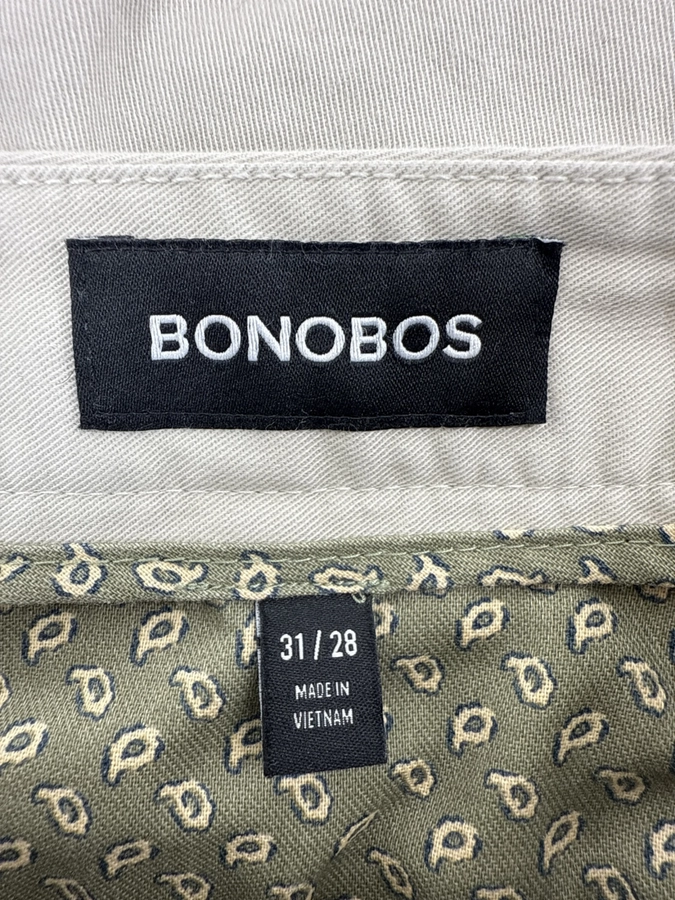 BONOBOS
31 / 28
MADE IN
VIETNAM